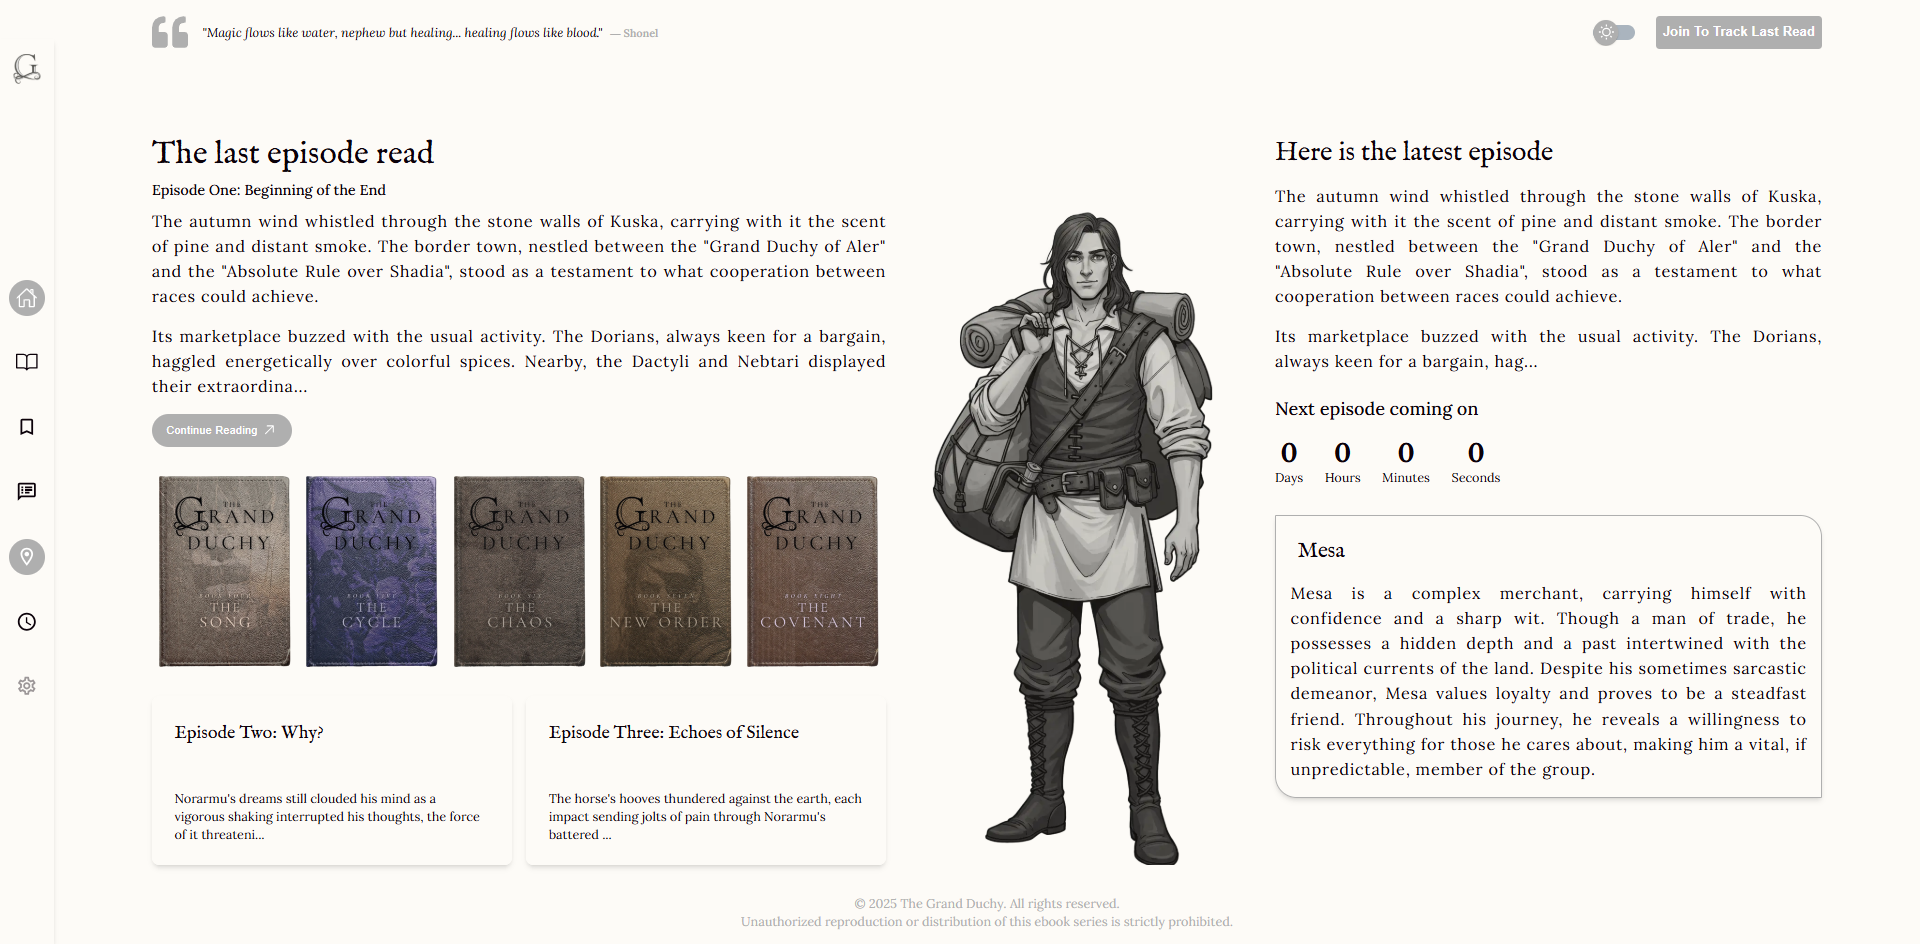 "Magic flows like water, nephew but healing... healing flows like blood." — Shonel
Join To Track Last Read
G
The last episode read
Episode One: Beginning of the End
The autumn wind whistled through the stone walls of Kuska, carrying with it the scent
of pine and distant smoke. The border town, nestled between the "Grand Duchy of Aler"
and the "Absolute Rule over Shadia", stood as a testament to what cooperation between
races could achieve.
Its marketplace buzzed with the usual activity. The Dorians, always keen for a bargain,
haggled energetically over colorful spices. Nearby, the Dactyli and Nebtari displayed
their extraordina...
Continue Reading
THE
GRAND
DUCHY
BOOK FOUR
THE
SONG
THE
GRAND
DUCHY
BOOK FIVE
THE
CYCLE
THE
GRAND
DUCHY
BOOK SIX
THE
CHAOS
THE
GRAND
DUCHY
BOOK SEVEN
THE
NEW ORDER
THE
GRAND
DUCHY
BOOK EIGHT
THE
COVENANT
Episode Two: Why?
Norarmu's dreams still clouded his mind as a
vigorous shaking interrupted his thoughts, the force
of it threateni...
Episode Three: Echoes of Silence
The horse's hooves thundered against the earth, each
impact sending jolts of pain through Norarmu's
battered ...
Here is the latest episode
The autumn wind whistled through the stone walls of Kuska,
carrying with it the scent of pine and distant smoke. The border
town, nestled between the "Grand Duchy of Aler" and the
"Absolute Rule over Shadia", stood as a testament to what
cooperation between races could achieve.
Its marketplace buzzed with the usual activity. The Dorians,
always keen for a bargain, hag...
Next episode coming on
0 0 0 0
Days Hours Minutes Seconds
Mesa
Mesa is a complex merchant, carrying himself with
confidence and a sharp wit. Though a man of trade, he
possesses a hidden depth and a past intertwined with the
political currents of the land. Despite his sometimes sarcastic
demeanor, Mesa values loyalty and proves to be a steadfast
friend. Throughout his journey, he reveals a willingness to
risk everything for those he cares about, making him a vital, if
unpredictable, member of the group.
© 2025 The Grand Duchy. All rights reserved.
Unauthorized reproduction or distribution of this ebook series is strictly prohibited.